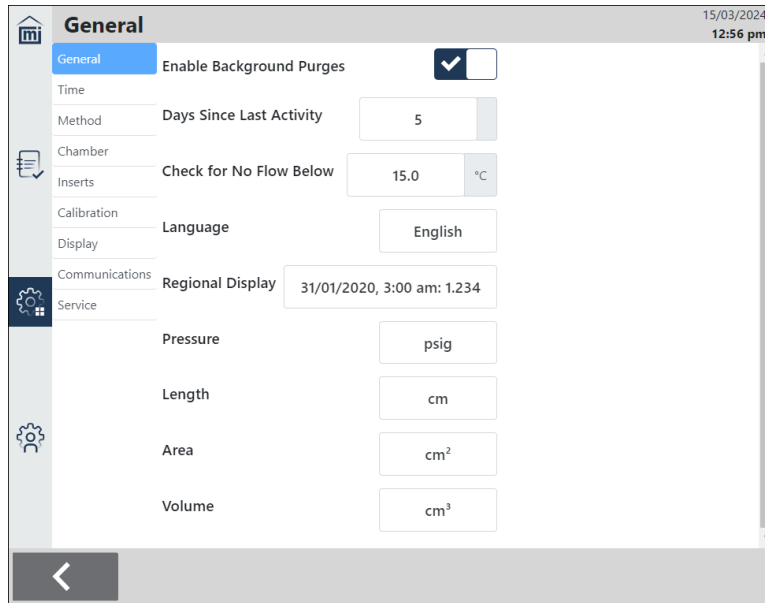 mi
General
15/03/2024
12:56 pm
General
Time
Method
Chamber
Inserts
Calibration
Display
Communications
Service
Enable Background Purges
Days Since Last Activity
5
Check for No Flow Below
15.0
°C
Language
English
Regional Display
31/01/2020, 3:00 am: 1.234
Pressure
psig
Length
cm
Area
cm²
Volume
cm³